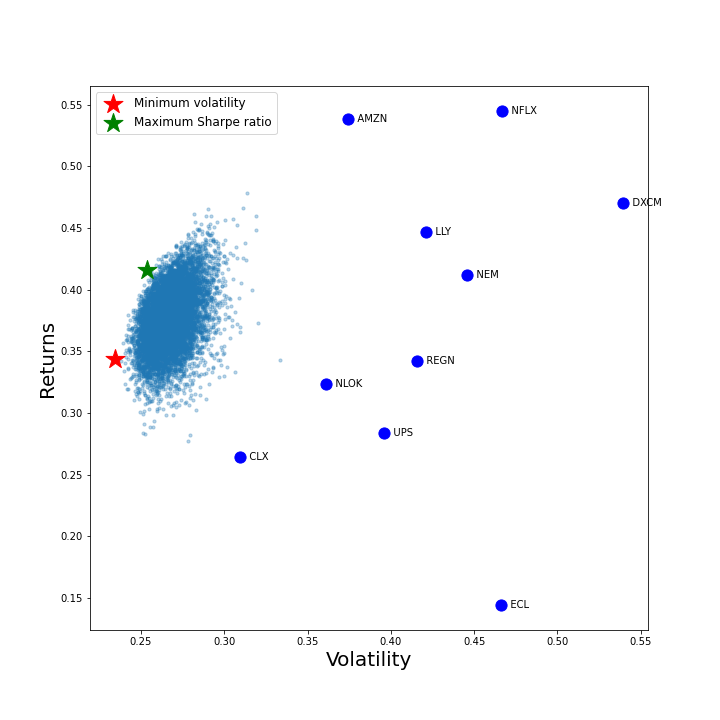 Minimum volatility
Maximum Sharpe ratio
0.55
0.50
0.45
0.40
0.35
0.30
0.25
0.20
0.15
Returns
AMZN
NFLX
DXCM
LLY
NEM
REGN
NLOK
UPS
CLX
ECL
0.25
0.30
0.35
0.40
0.45
0.50
0.55
Volatility